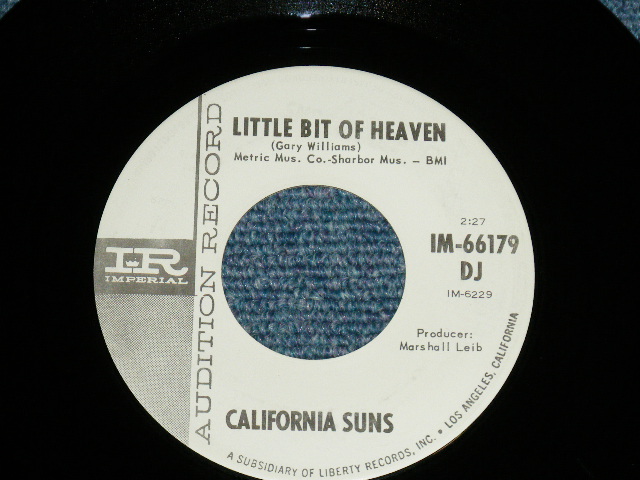 LITTLE BIT OF HEAVEN
(Gary Williams)
Metric Mus. Co.-Sharbor Mus. – BMI
AUDITION RECORD
2:27
IM-66179
DJ
IM-6229
IR
IMPERIAL
Producer:
Marshall Leib
CALIFORNIA SUNS
A SUBSIDIARY OF LIBERTY RECORDS, INC. • LOS ANGELES, CALIFORNIA